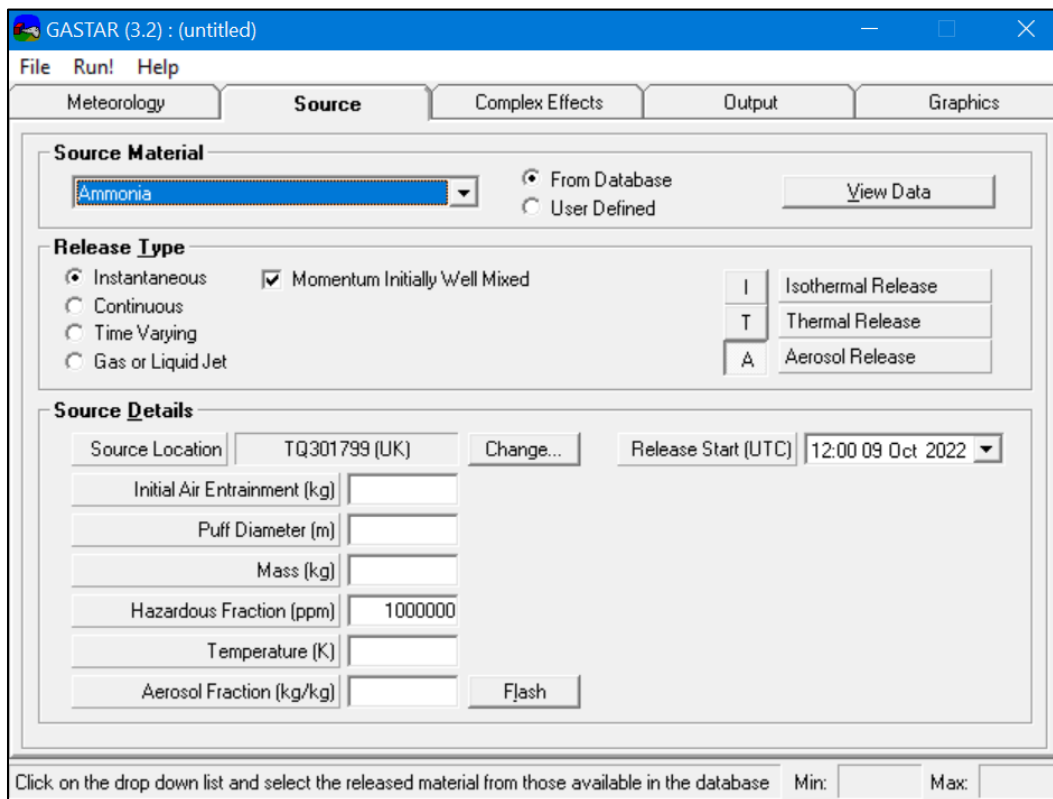 GASTAR (3.2) : (untitled)
File Run! Help
Meteorology Source Complex Effects Output Graphics
Source Material
Ammonia
From Database
User Defined
View Data
Release Type
Instantaneous
Continuous
Time Varying
Gas or Liquid Jet
Momentum Initially Well Mixed
I Isothermal Release
T Thermal Release
A Aerosol Release
Source Details
Source Location TQ301799 (UK) Change... Release Start (UTC) 12:00 09 Oct 2022
Initial Air Entrainment (kg)
Puff Diameter (m)
Mass (kg)
Hazardous Fraction (ppm) 1000000
Temperature (K)
Aerosol Fraction (kg/kg) Flash
Click on the drop down list and select the released material from those available in the database Min: Max: